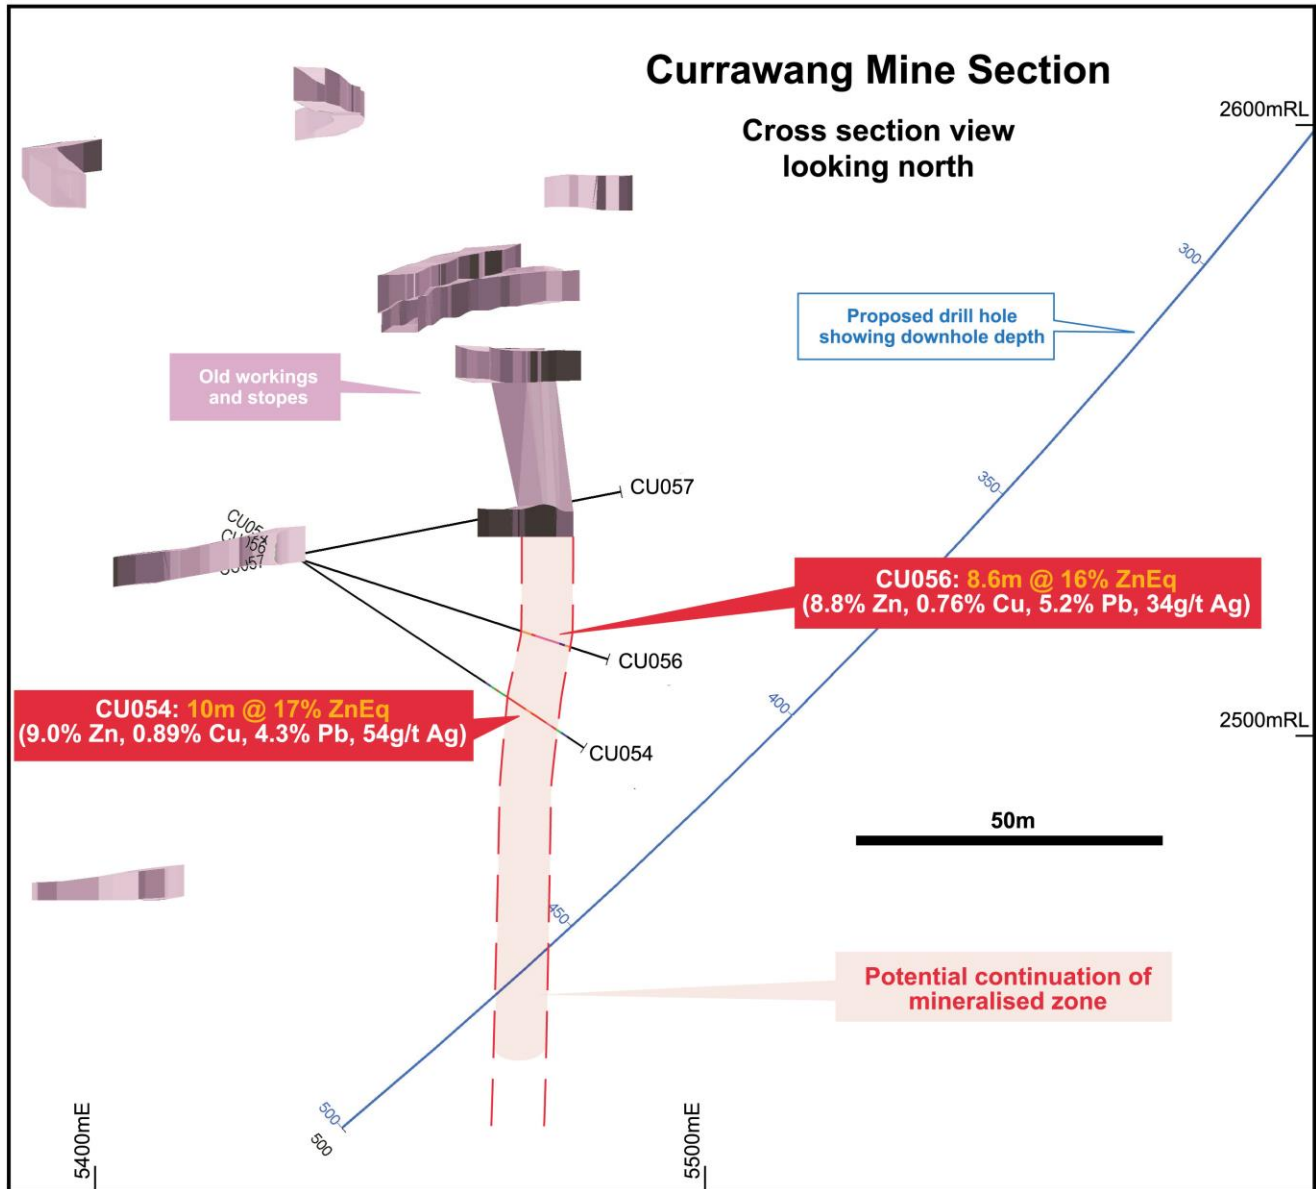 Currawang Mine Section
Cross section view
looking north
2600mRL
300
Proposed drill hole
showing downhole depth
Old workings
and stopes
350
CU057
CU056: 8.6m @ 16% ZnEq
(8.8% Zn, 0.76% Cu, 5.2% Pb, 34g/t Ag)
CU056
400
CU054: 10m @ 17% ZnEq
(9.0% Zn, 0.89% Cu, 4.3% Pb, 54g/t Ag)
2500mRL
CU054
50m
450
Potential continuation of
mineralised zone
500
500
5400mE
5500mE